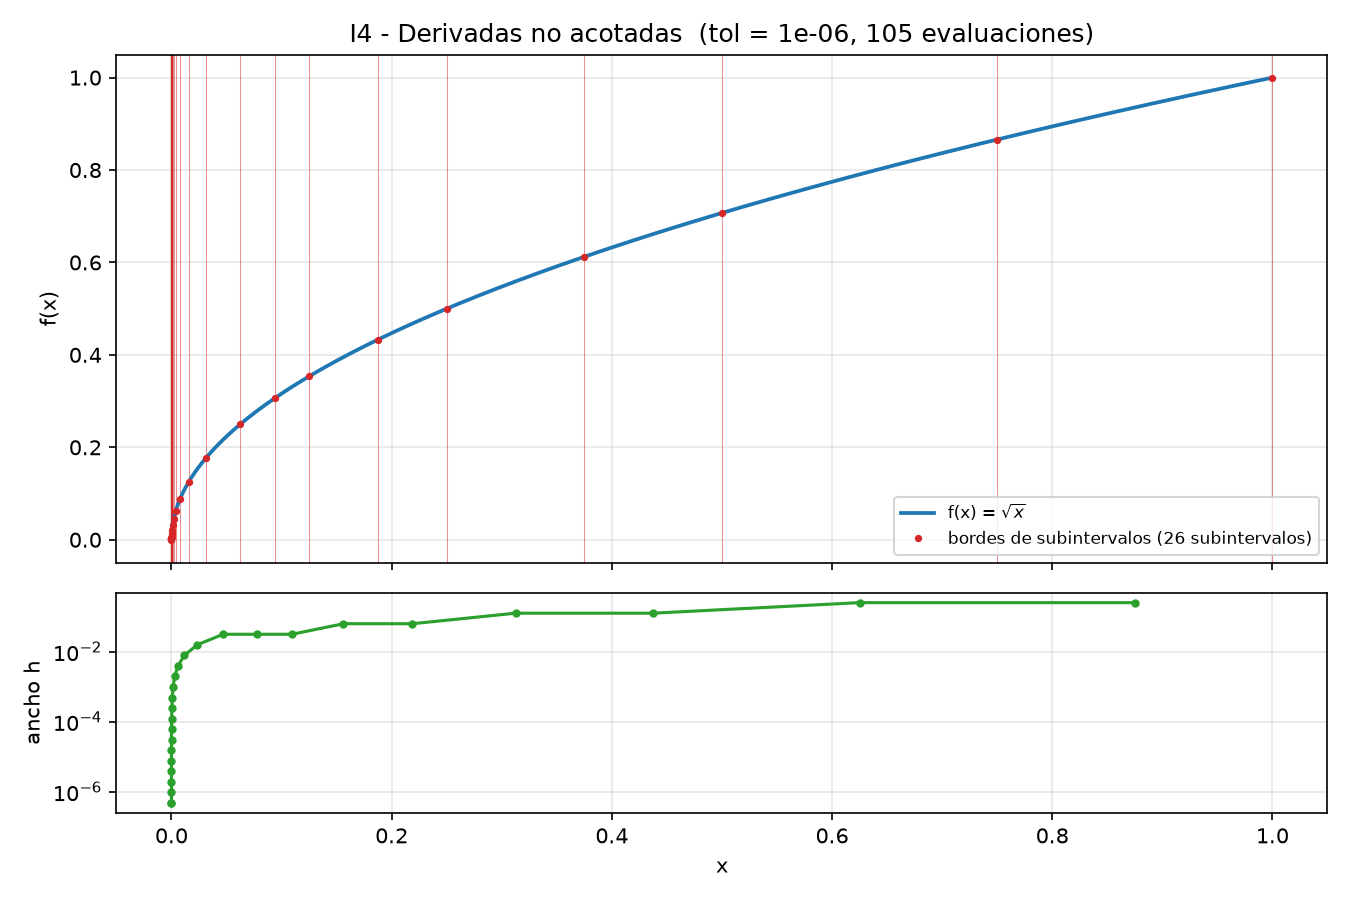 I4 - Derivadas no acotadas  (tol = 1e-06, 105 evaluaciones)
1.0
0.8
0.6
0.4
0.2
0.0
f(x)
f(x) = √x
bordes de subintervalos (26 subintervalos)
10⁻²
10⁻⁴
10⁻⁶
ancho h
0.0 0.2 0.4 0.6 0.8 1.0
x